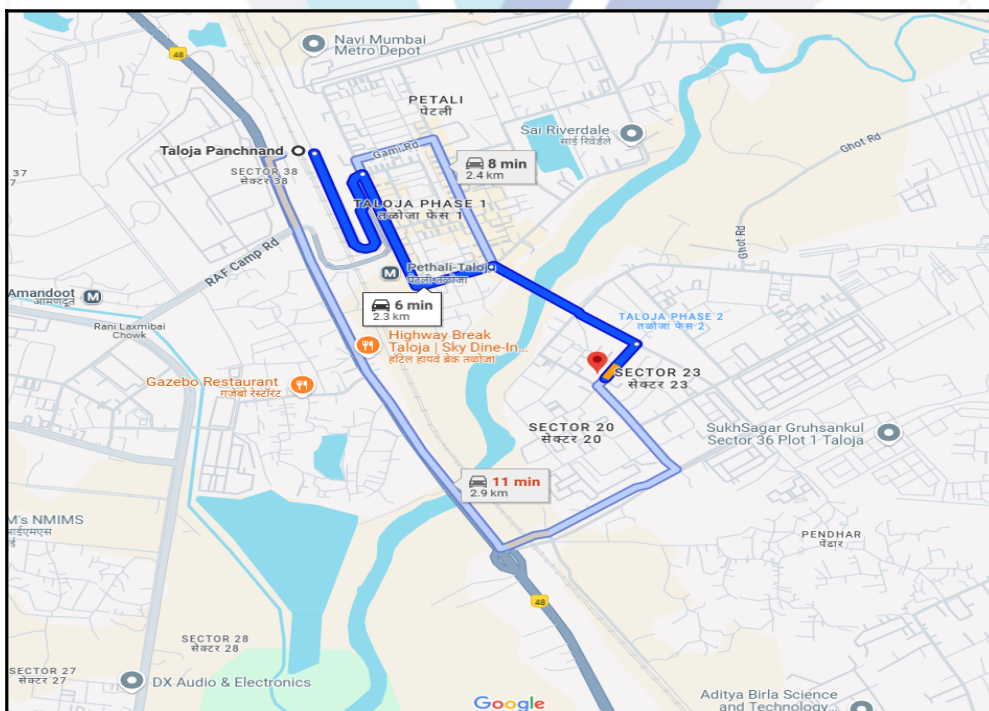 Navi Mumbai
Metro Depot
48
PETALI
पेटली
Sai Riverdale
साई रिवेर्डले
Ghot Rd
Taloja Panchnand
Gami Rd
8 min
2.4 km
SECTOR 38
सेक्टर 38
37
TALOJA PHASE 1
तळोजा फेस 1
Ghot Rd
RAF Camp Rd
Pethali-Taloj
Amandoot
आमणदूत
6 min
2.3 km
TALOJA PHASE 2
तळोजा फेस 2
Rani Laxmibai
Chowk
Highway Break
Taloja | Sky Dine-In...
हॉटेल हायवे ब्रेक तळोजा
SECTOR 23
सेक्टर 23
Gazebo Restaurant
गजेबो रेस्टॉरंट
SECTOR 20
सेक्टर 20
SukhSagar Gruhsankul
Sector 36 Plot 1 Taloja
11 min
2.9 km
M's NMIMS
आईएमएस
PENDHAR
पेंढार
48
SECTOR 28
सेक्टर 28
SECTOR 27
सेक्टर 27
DX Audio & Electronics
Google
Aditya Birla Science
and Technology...